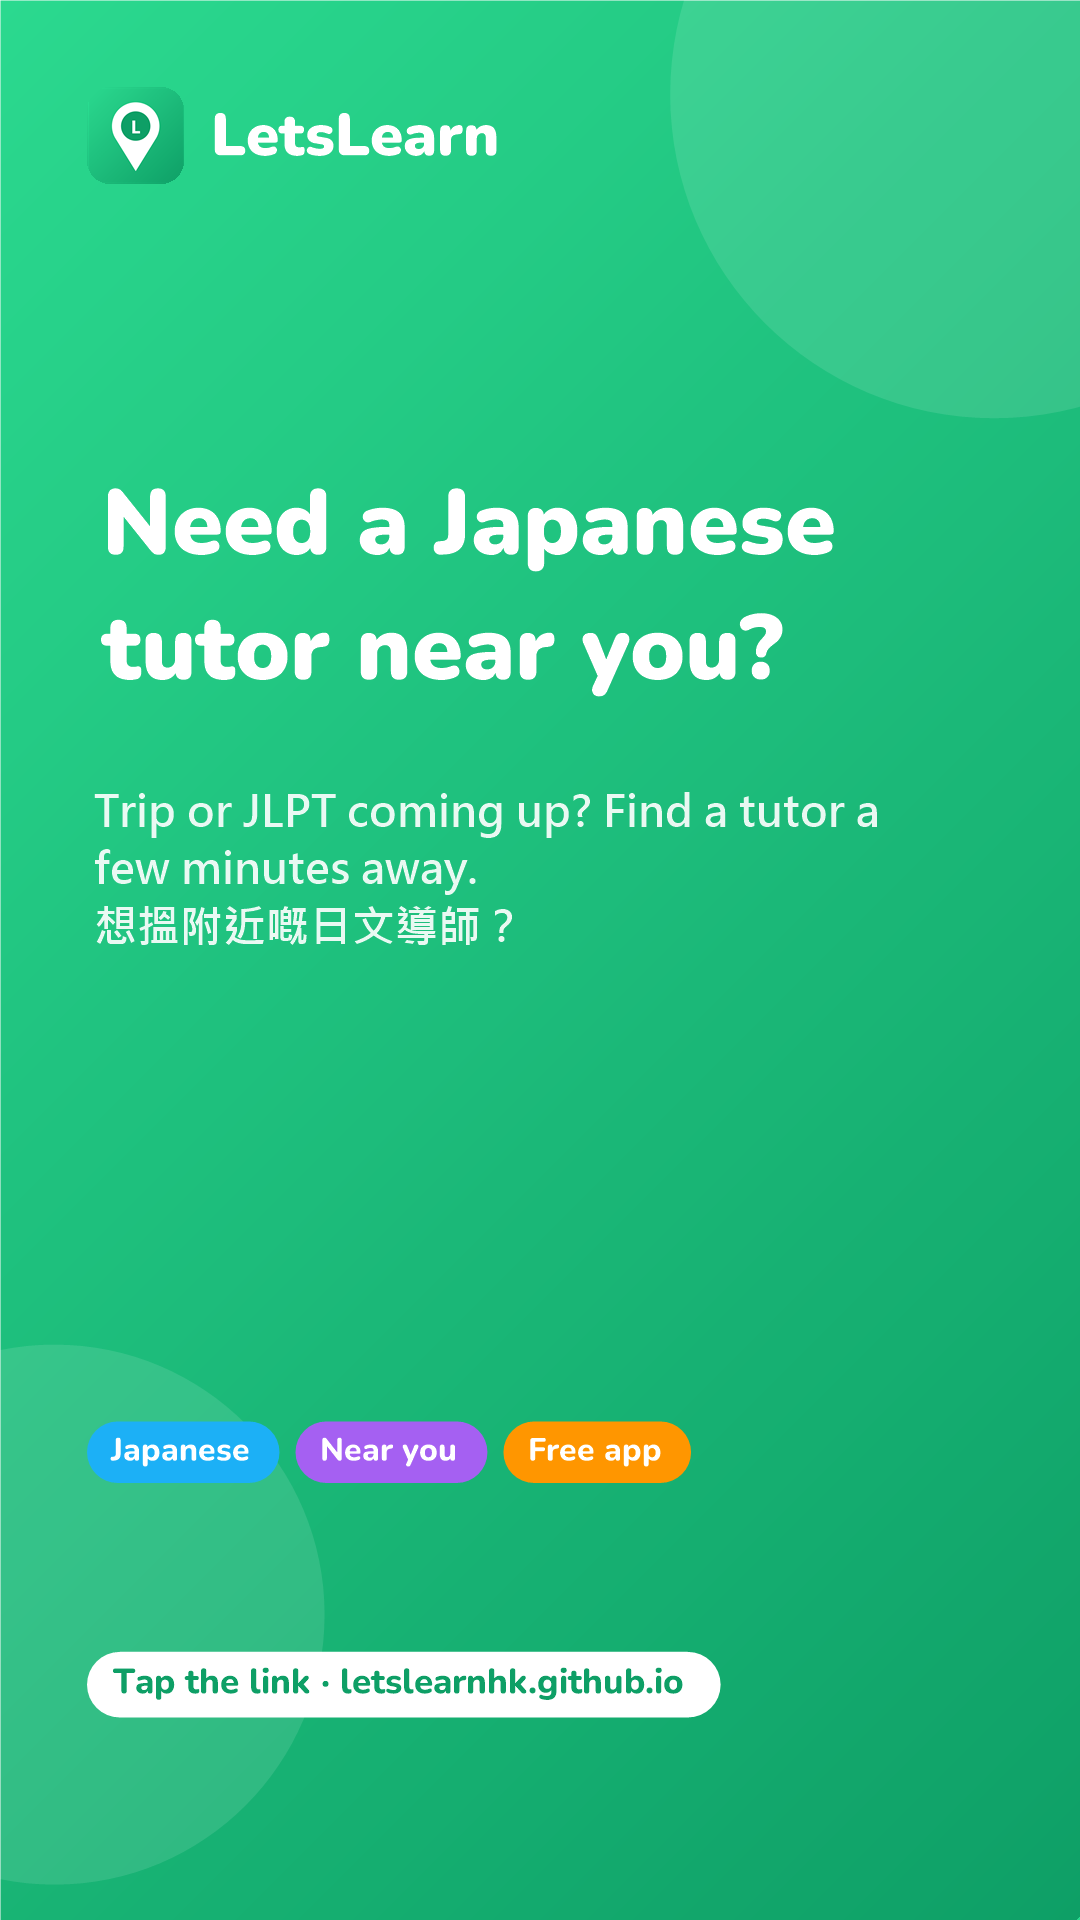 L
LetsLearn
Need a Japanese
tutor near you?
Trip or JLPT coming up? Find a tutor a
few minutes away.
想搵附近嘅日文導師？
Japanese
Near you
Free app
Tap the link · letslearnhk.github.io